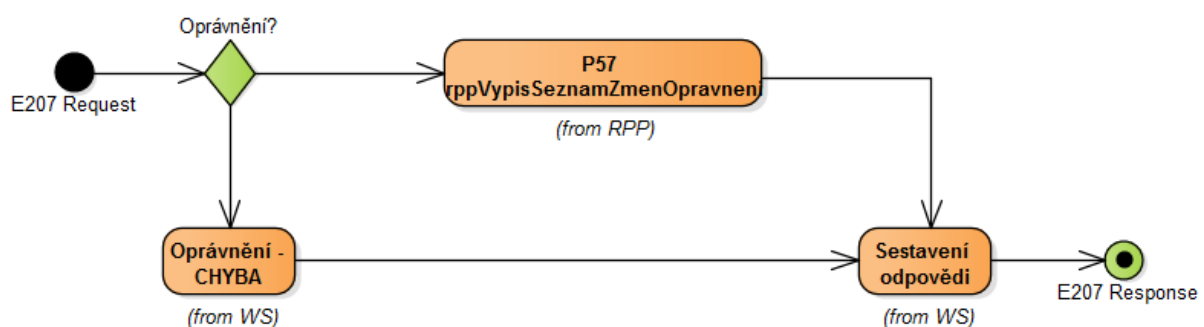 Oprávnění?
E207 Request
P57
rppVypisSeznamZmenOpravneni
(from RPP)
Oprávnění -
CHYBA
(from WS)
Sestavení
odpovědi
(from WS)
E207 Response